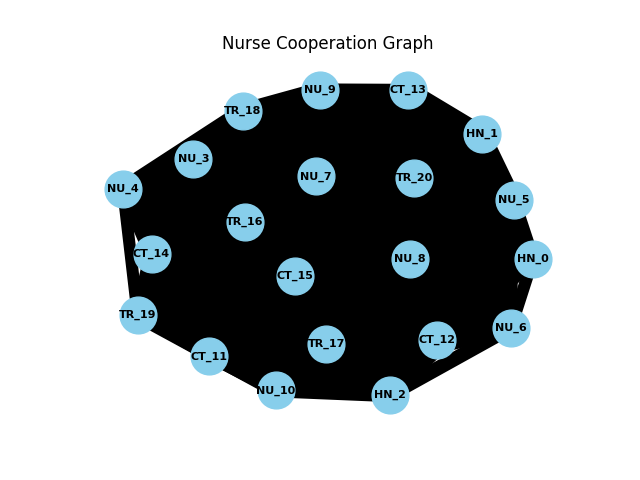 Nurse Cooperation Graph
NU_9
CT_13
TR_18
HN_1
NU_3
NU_7
TR_20
NU_4
NU_5
TR_16
CT_14
NU_8
HN_0
CT_15
TR_19
NU_6
CT_12
TR_17
CT_11
NU_10
HN_2